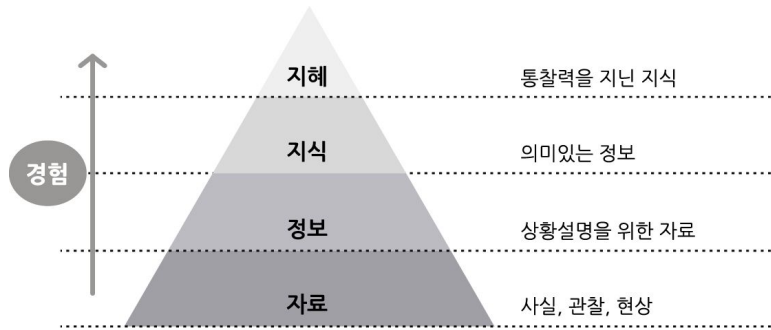 지혜
통찰력을 지닌 지식
지식
의미있는 정보
경험
정보
상황설명을 위한 자료
자료
사실, 관찰, 현상